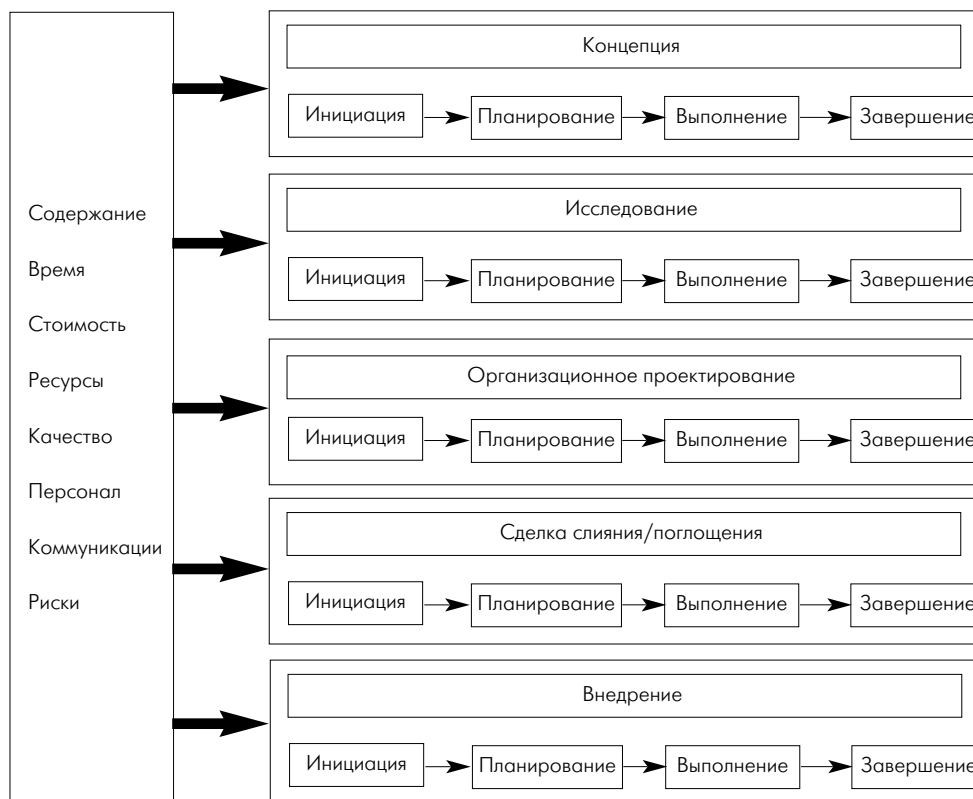 Содержание
Время
Стоимость
Ресурсы
Качество
Персонал
Коммуникации
Риски
Концепция
Инициация Планирование Выполнение Завершение
Исследование
Инициация Планирование Выполнение Завершение
Организационное проектирование
Инициация Планирование Выполнение Завершение
Сделка слияния/поглощения
Инициация Планирование Выполнение Завершение
Внедрение
Инициация Планирование Выполнение Завершение